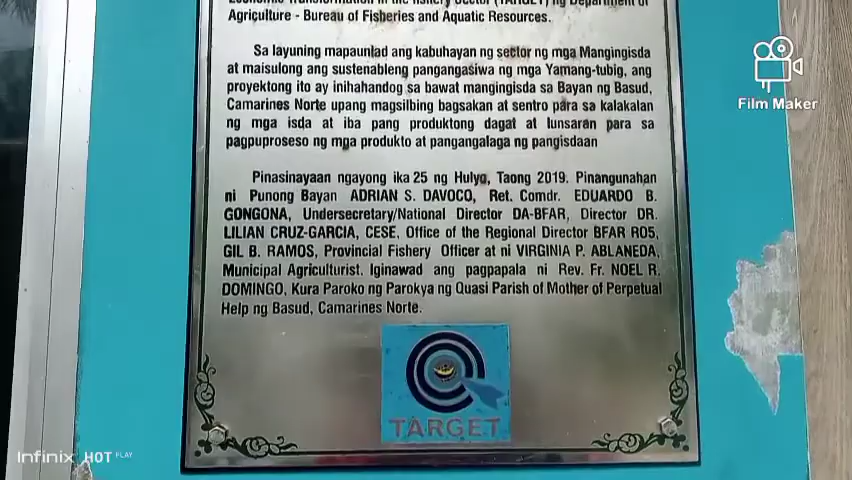 Economic Transformation in the fishery Sector (TARGET) ng Department of
Agriculture - Bureau of Fisheries and Aquatic Resources.
Sa layuning mapaunlad ang kabuhayan ng sector ng mga Mangingisda
at maisulong ang sustenableng pangangasiwa ng mga Yamang-tubig, ang
proyektong ito ay inihahandog sa bawat mangingisda sa Bayan ng Basud,
Camarines Norte upang magsilbing bagsakan at sentro para sa kalakalan
ng mga isda at iba pang produktong dagat at lunsaran para sa
pagpuproseso ng mga produkto at pangangalaga ng pangisdaan
Pinasinayaan ngayong ika 25 ng Hulyo, Taong 2019. Pinangunahan
ni Punong Bayan ADRIAN S. DAVOCO, Ret. Comdr. EDUARDO B.
GONGONA, Undersecretary/National Director DA-BFAR, Director DR.
LILIAN CRUZ-GARCIA, CESE, Office of the Regional Director BFAR RO5,
GIL B. RAMOS, Provincial Fishery Officer at ni VIRGINIA P. ABLANEDA,
Municipal Agriculturist. Iginawad ang pagpapala ni Rev. Fr. NOEL R.
DOMINGO, Kura Paroko ng Parokya ng Quasi Parish of Mother of Perpetual
Help ng Basud, Camarines Norte.
TARGET
Film Maker
Infinix HOT PLAY